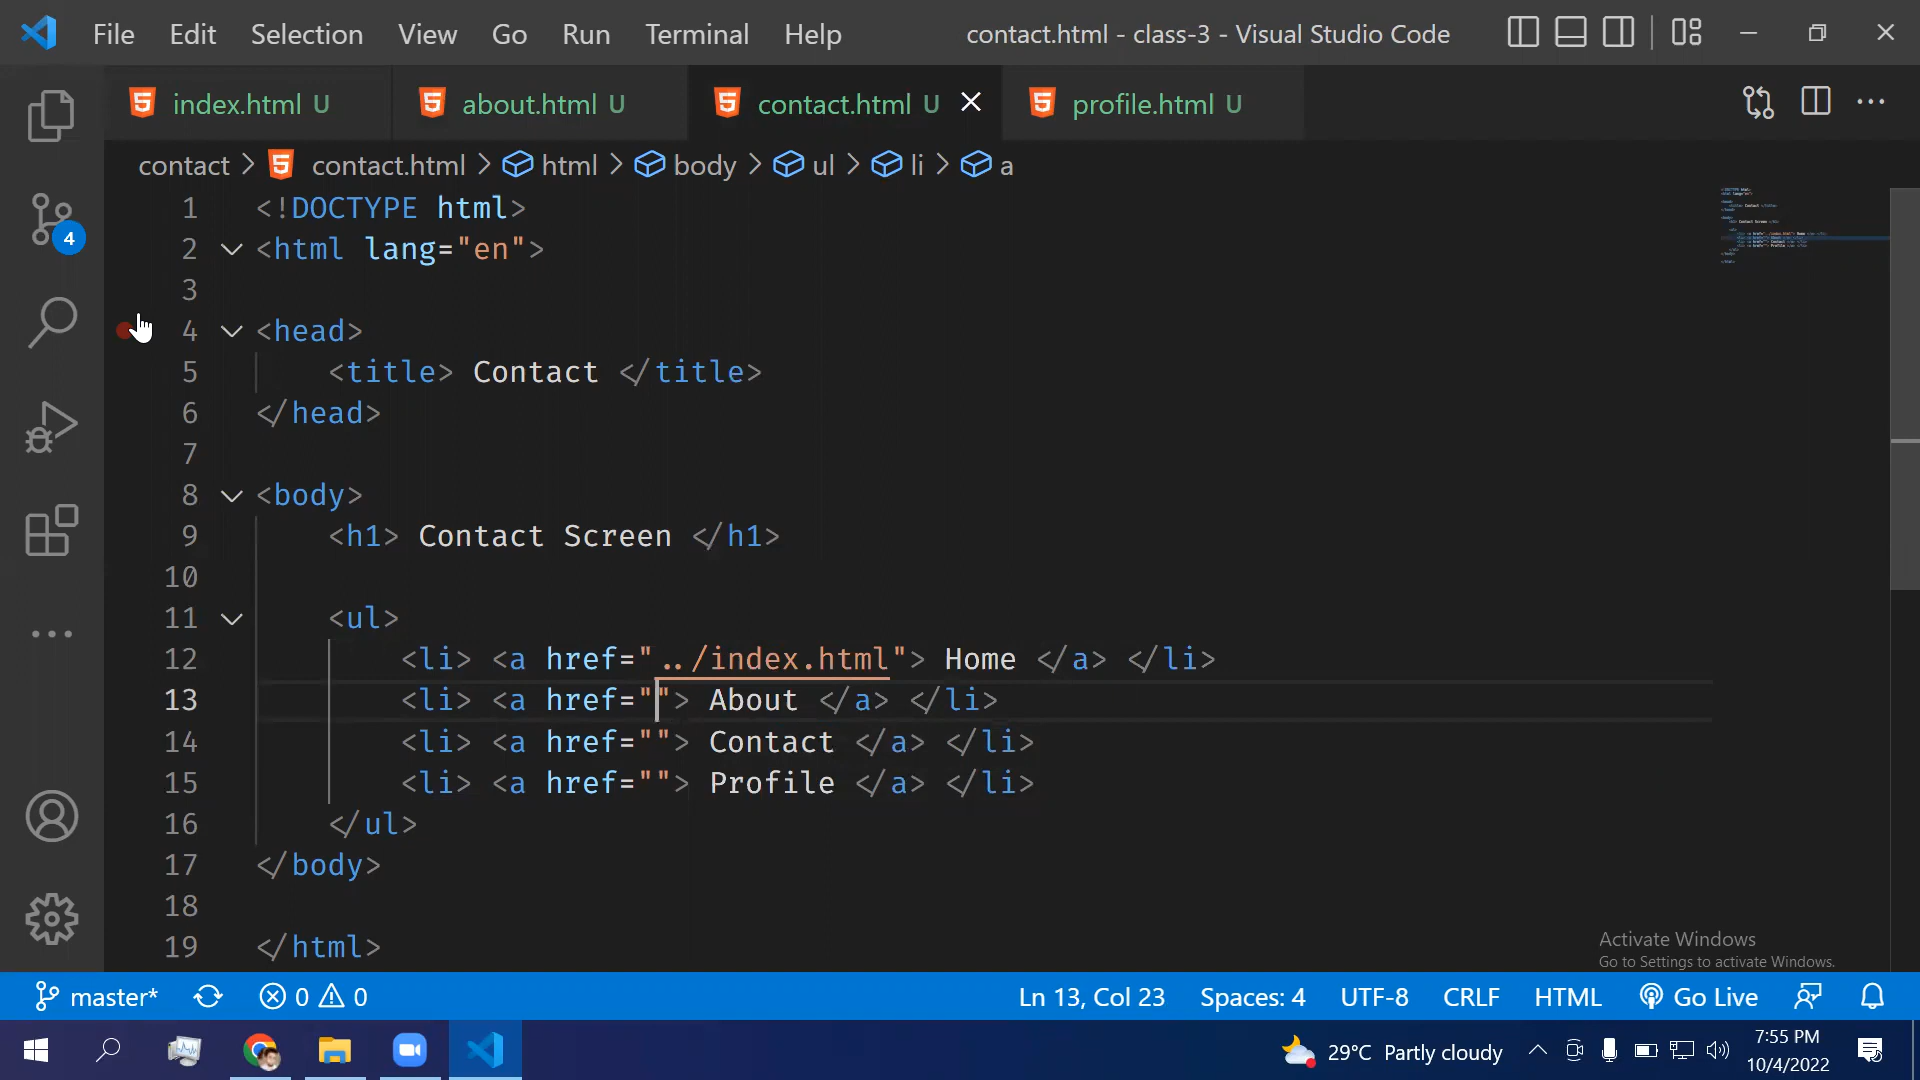 File Edit Selection View Go Run Terminal Help contact.html - class-3 - Visual Studio Code
index.html U about.html U contact.html U profile.html U
contact > contact.html > html > body > ul > li > a
1 <!DOCTYPE html>
2 <html lang="en">
3
4 <head>
5 <title> Contact </title>
6 </head>
7
8 <body>
9 <h1> Contact Screen </h1>
10
11 <ul>
12 <li> <a href="../index.html"> Home </a> </li>
13 <li> <a href=""> About </a> </li>
14 <li> <a href=""> Contact </a> </li>
15 <li> <a href=""> Profile </a> </li>
16 </ul>
17 </body>
18
19 </html>
4
Activate Windows
Go to Settings to activate Windows.
master* 0 0 Ln 13, Col 23 Spaces: 4 UTF-8 CRLF HTML Go Live
29°C Partly cloudy
7:55 PM
10/4/2022